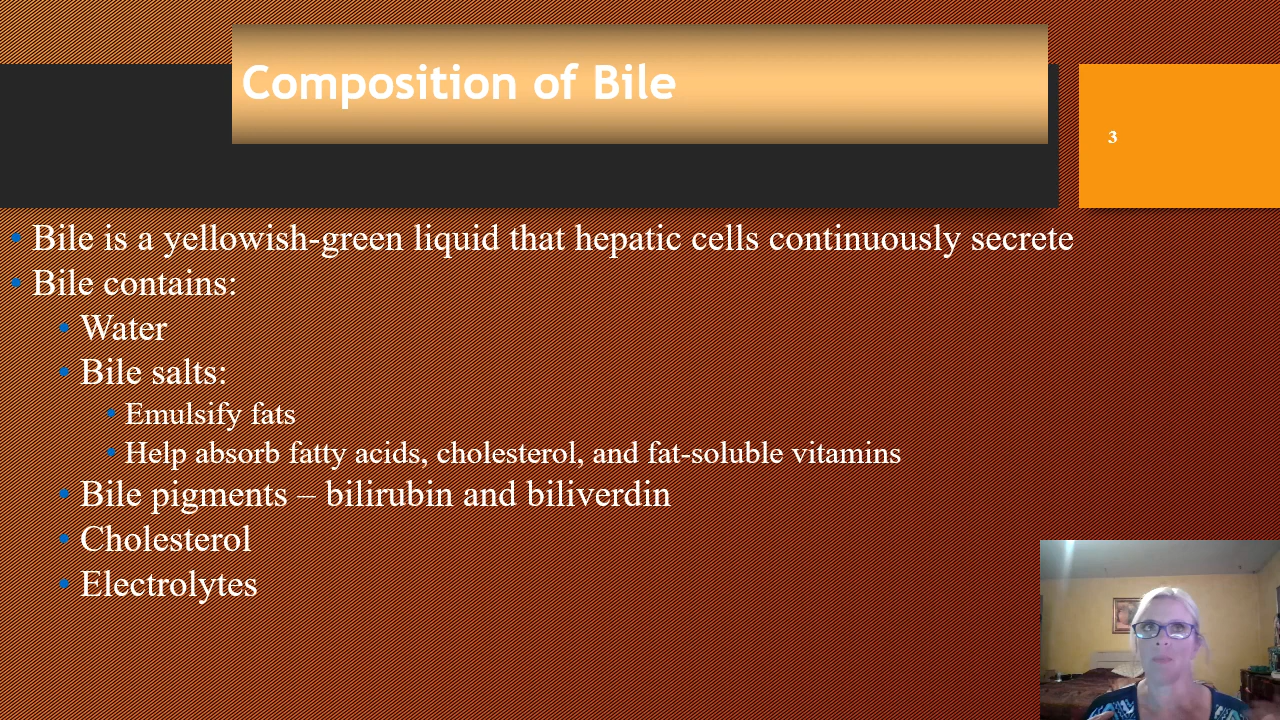 Composition of Bile
3
• Bile is a yellowish-green liquid that hepatic cells continuously secrete
• Bile contains:
• Water
• Bile salts:
• Emulsify fats
• Help absorb fatty acids, cholesterol, and fat-soluble vitamins
• Bile pigments – bilirubin and biliverdin
• Cholesterol
• Electrolytes